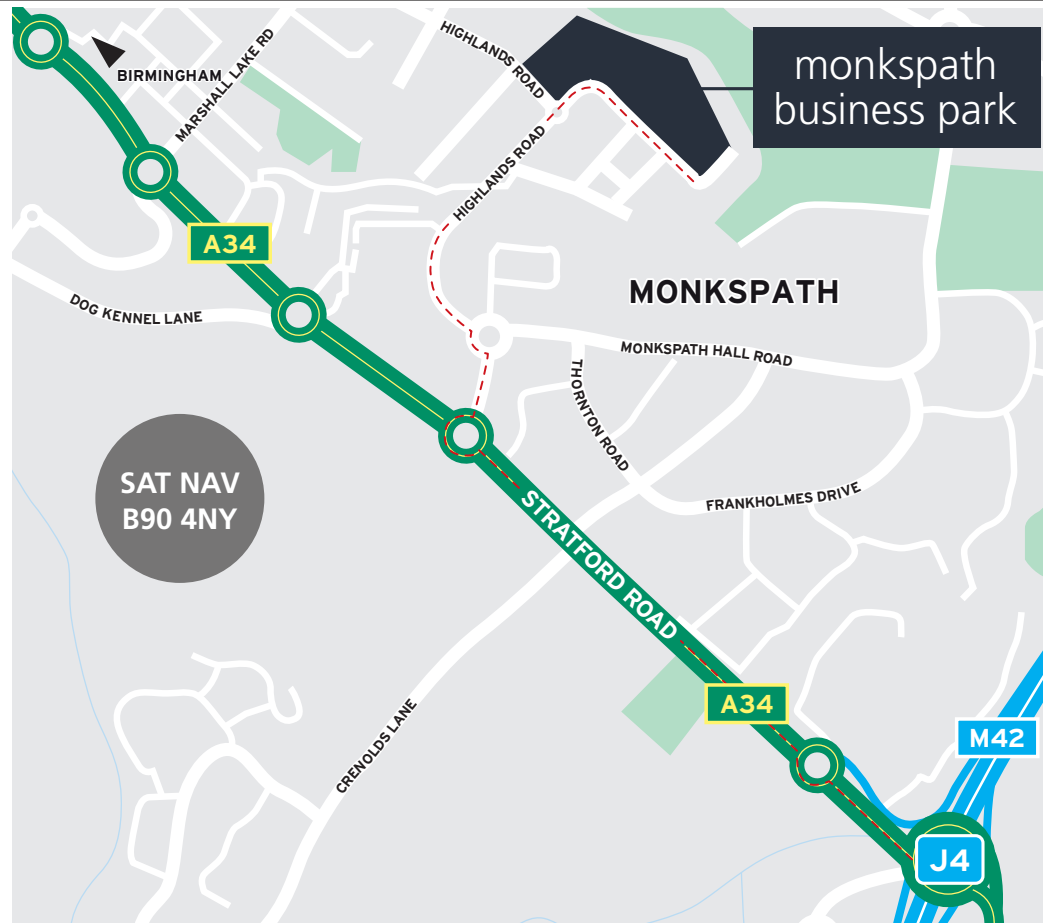 BIRMINGHAM
MARSHALL LAKE RD
HIGHLANDS ROAD
monkspath
business park
HIGHLANDS ROAD
A34
MONKSPATH
DOG KENNEL LANE
MONKSPATH HALL ROAD
THORNTON ROAD
SAT NAV
B90 4NY
FRANKHOLMES DRIVE
STRATFORD ROAD
A34
CRENOLDS LANE
M42
J4